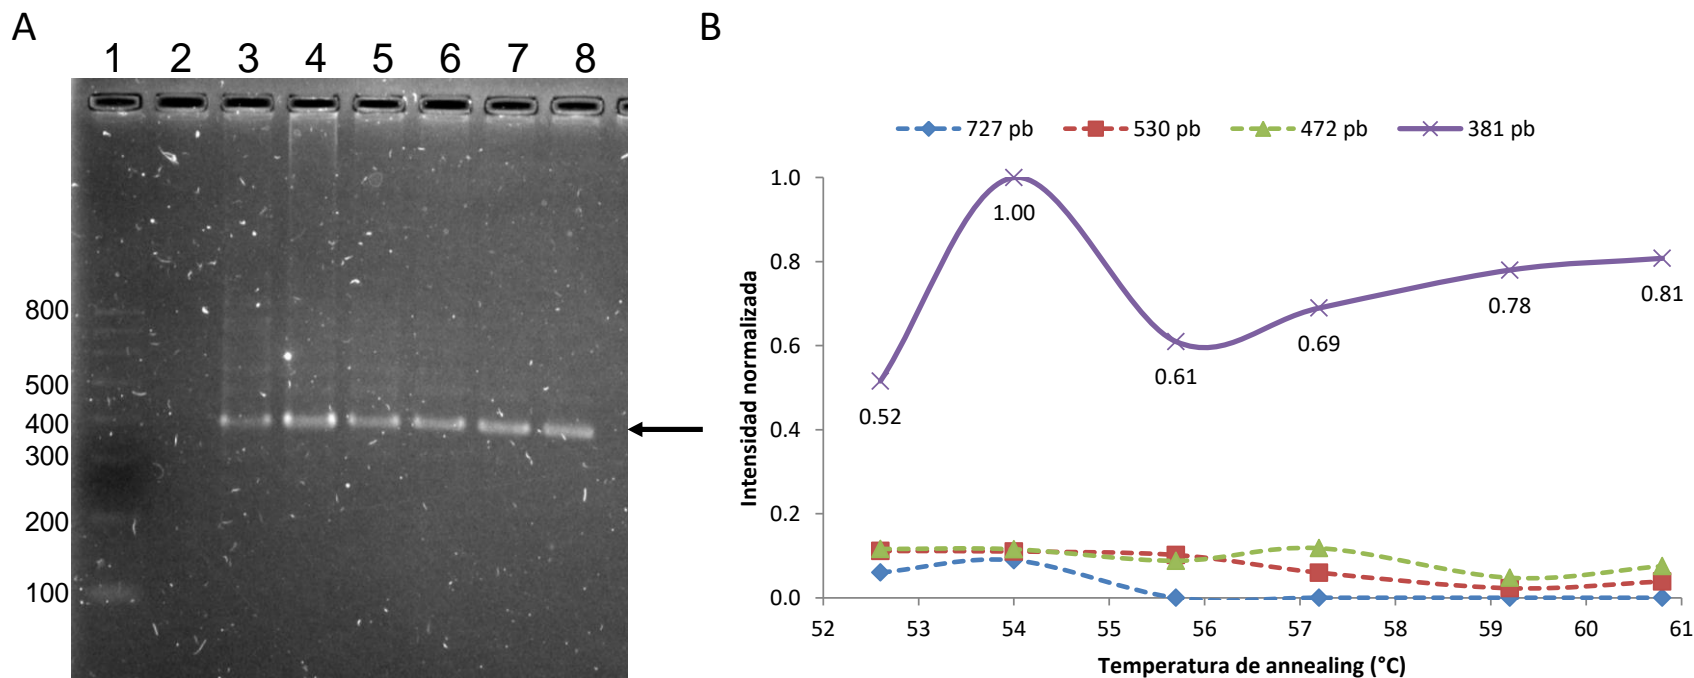 A
1 2 3 4 5 6 7 8
800
500
400
300
200
100
B
727 pb 530 pb 472 pb 381 pb
Intensidad normalizada
1.0
0.8
0.6
0.4
0.2
0.0
0.52
1.00
0.61
0.69
0.78
0.81
52 53 54 55 56 57 58 59 60 61
Temperatura de annealing (°C)